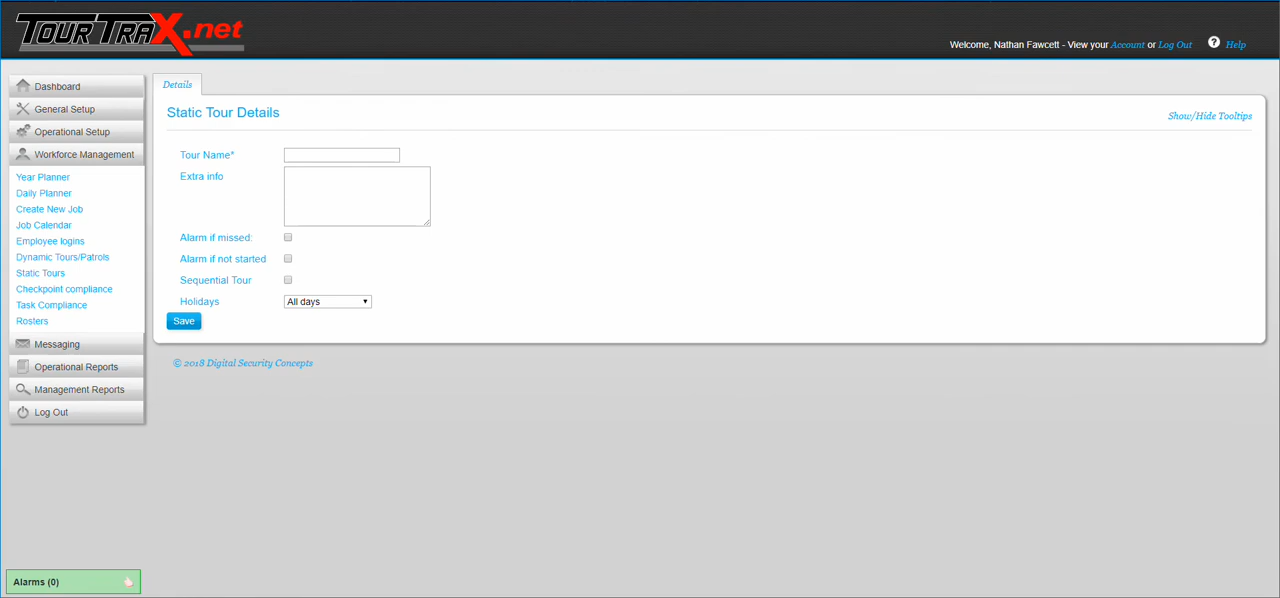 TourTraX.net
Welcome, Nathan Fawcett - View your Account or Log Out
Help
Dashboard
General Setup
Operational Setup
Workforce Management
Year Planner
Daily Planner
Create New Job
Job Calendar
Employee logins
Dynamic Tours/Patrols
Static Tours
Checkpoint compliance
Task Compliance
Rosters
Messaging
Operational Reports
Management Reports
Log Out
Details
Static Tour Details
Show/Hide Tooltips
Tour Name*
Extra info
Alarm if missed:
Alarm if not started
Sequential Tour
Holidays
All days
Save
© 2018 Digital Security Concepts
Alarms (0)